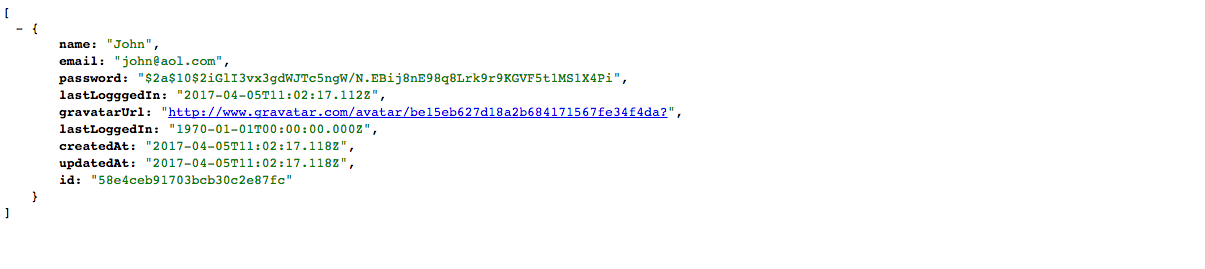 [
- {
name: "John",
email: "john@aol.com",
password: "$2a$10$2iGlI3vx3gdWJTc5ngW/N.EBij8nE98q8Lrk9r9KGVF5t1MS1X4Pi",
lastLogggedIn: "2017-04-05T11:02:17.112Z",
gravatarUrl: "http://www.gravatar.com/avatar/be15eb627d18a2b684171567fe34f4da?",
lastLoggedIn: "1970-01-01T00:00:00.000Z",
createdAt: "2017-04-05T11:02:17.118Z",
updatedAt: "2017-04-05T11:02:17.118Z",
id: "58e4ceb91703bcb30c2e87fc"
}
]